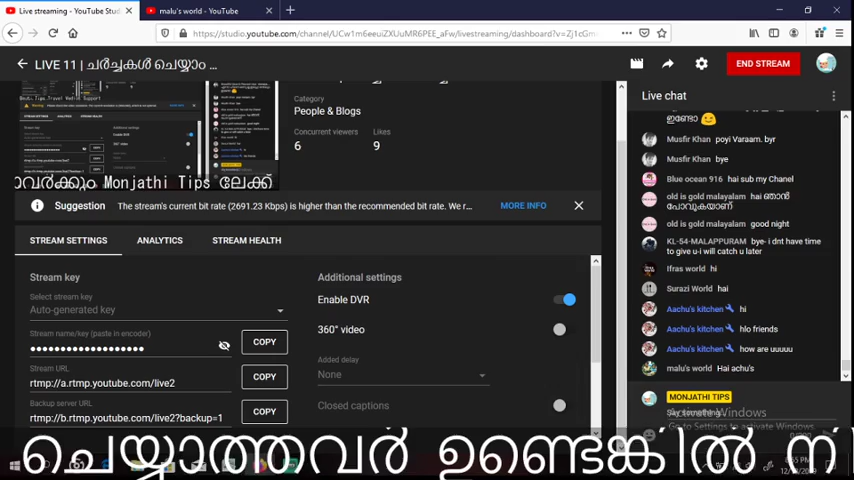 Live streaming - YouTube Stud
malu's world - YouTube
https://studio.youtube.com/channel/UCw1m6eeuiZXUuMR6PEE_aFw/livestreaming/dashboard?v=Zj1cGm
LIVE 11 | ചർച്ചകൾ ചെയ്യാം ...
END STREAM
Category
People & Blogs
Concurrent viewers
Likes
6
9
ാവർക്കും Monjathi Tips ലേക്ക്
Suggestion
The stream's current bit rate (2691.23 Kbps) is higher than the recommended bit rate. We r...
MORE INFO
STREAM SETTINGS
ANALYTICS
STREAM HEALTH
Stream key
Select stream key
Auto-generated key
Stream name/key (paste in encoder)
COPY
Stream URL
rtmp://a.rtmp.youtube.com/live2
COPY
Backup server URL
rtmp://b.rtmp.youtube.com/live2?backup=1
COPY
Additional settings
Enable DVR
360° video
Added delay
None
Closed captions
Live chat
ഇണ്ടോ
Musfir Khan poyi Varaam. byr
Musfir Khan bye
Blue ocean 916 hai sub my Chanel
old is gold malayalam hai ഞാൻ
പോവുകയാണ്
old is gold malayalam good night
KL-54-MALAPPURAM bye- i dnt have time
to give u-i will catch u later
Ifras world hi
Surazi World hai
Aachu's kitchen hi
Aachu's kitchen hlo friends
Aachu's kitchen how are uuuuu
malu's world Hai achu's
MONJATHI TIPS
Say something...
Activate Windows
Go to Settings to activate Windows.
ചെയ്യാത്തവർ ഉണ്ടെങ്കിൽ ന